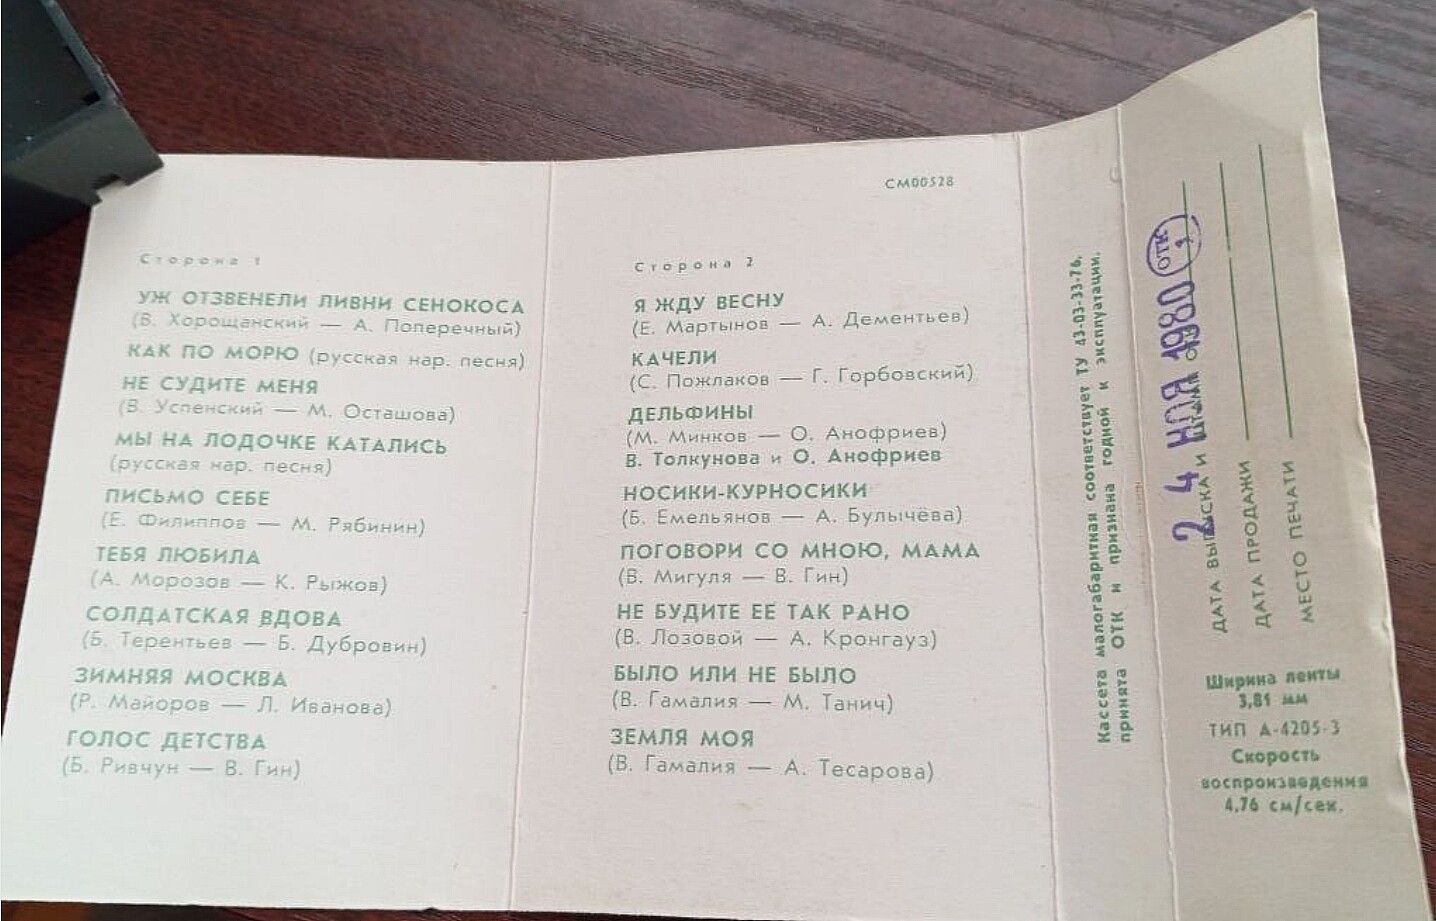 Сторона 1
УЖ ОТЗВЕНЕЛИ ЛИВНИ СЕНОКОСА
(В. Хорощанский — А. Поперечный)
КАК ПО МОРЮ (русская нар. песня)
НЕ СУДИТЕ МЕНЯ
(В. Успенский — М. Осташова)
МЫ НА ЛОДОЧКЕ КАТАЛИСЬ
(русская нар. песня)
ПИСЬМО СЕБЕ
(Е. Филиппов — М. Рябинин)
ТЕБЯ ЛЮБИЛА
(А. Морозов — К. Рыжов)
СОЛДАТСКАЯ ВДОВА
(Б. Терентьев — Б. Дубровин)
ЗИМНЯЯ МОСКВА
(Р. Майоров — Л. Иванова)
ГОЛОС ДЕТСТВА
(Б. Ривчун — В. Гин)
СМ00528
Сторона 2
Я ЖДУ ВЕСНУ
(Е. Мартынов — А. Дементьев)
КАЧЕЛИ
(С. Пожлаков — Г. Горбовский)
ДЕЛЬФИНЫ
(М. Минков — О. Анофриев)
В. Толкунова и О. Анофриев
НОСИКИ-КУРНОСИКИ
(Б. Емельянов — А. Булычёва)
ПОГОВОРИ СО МНОЮ, МАМА
(В. Мигуля — В. Гин)
НЕ БУДИТЕ ЕЕ ТАК РАНО
(В. Лозовой — А. Кронгауз)
БЫЛО ИЛИ НЕ БЫЛО
(В. Гамалия — М. Танич)
ЗЕМЛЯ МОЯ
(В. Гамалия — А. Тесарова)
Кассета малогабаритная соответствует ТУ 43-03-33-76,
принята ОТК и признана годной к эксплуатации.
ДАТА ВЫПУСКА И ШТАМП ОТК
24 НОЯ 1980
ОТК
1
ДАТА ПРОДАЖИ
МЕСТО ПЕЧАТИ
Ширина ленты
3,81 мм
ТИП А-4205-3
Скорость
воспроизведения
4,76 см/сек.